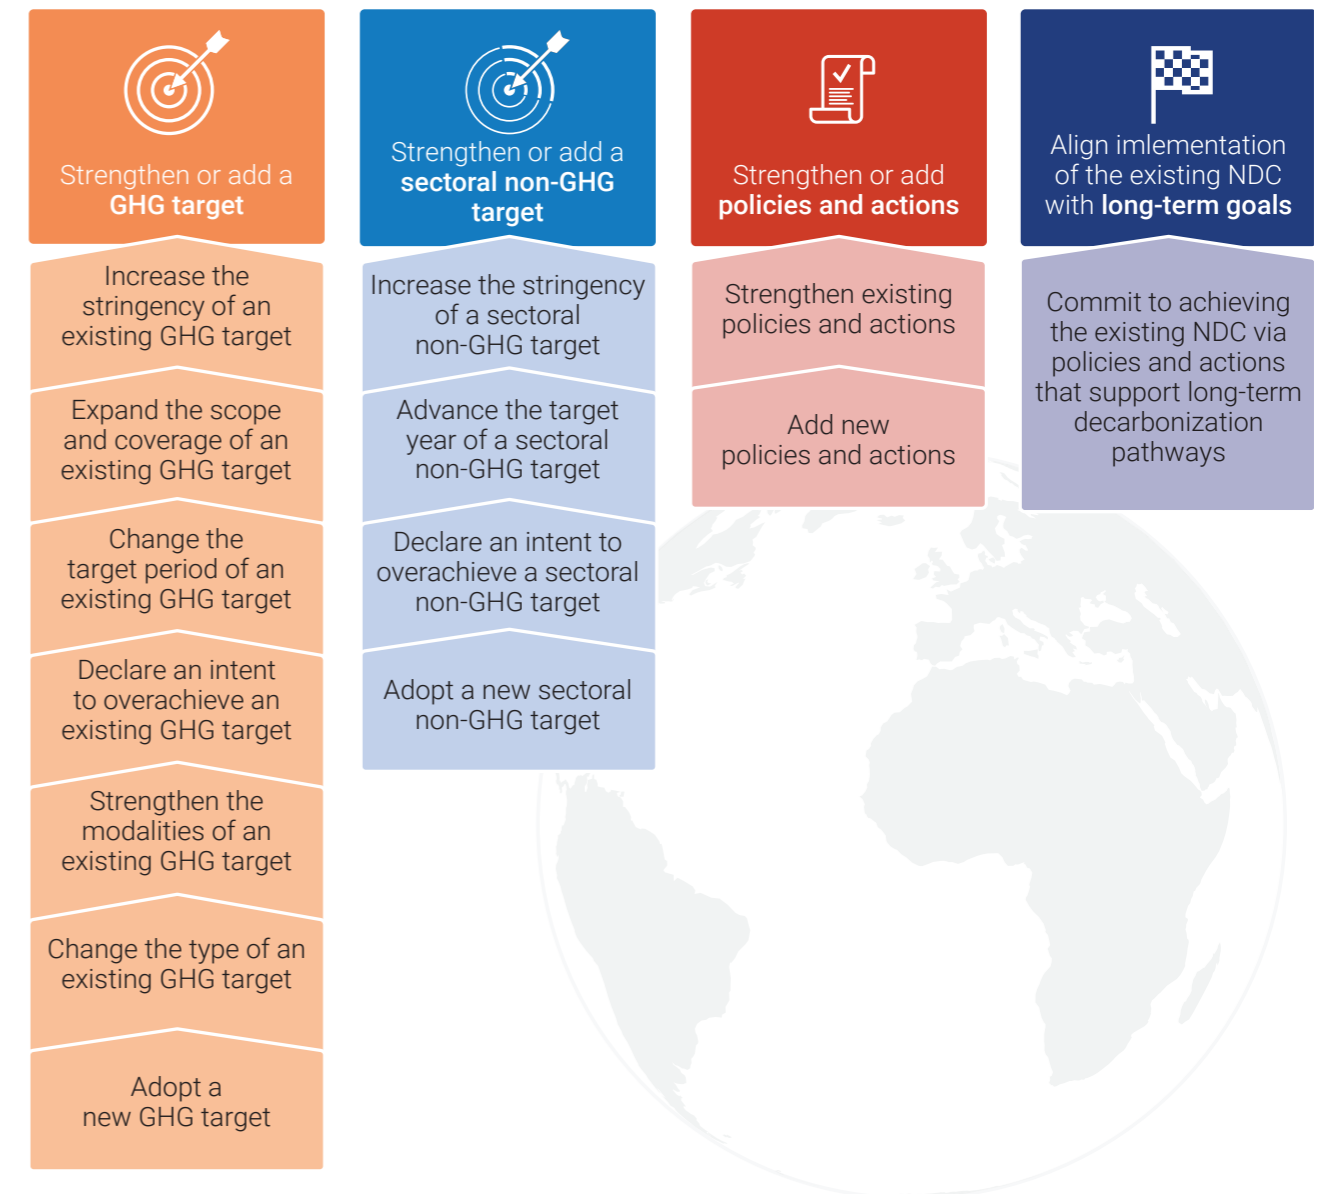 Strengthen or add a
GHG target
Increase the
stringency of an
existing GHG target
Expand the scope
and coverage of an
existing GHG target
Change the
target period of an
existing GHG target
Declare an intent
to overachieve an
existing GHG target
Strengthen the
modalities of an
existing GHG target
Change the type of an
existing GHG target
Adopt a
new GHG target
Strengthen or add a
sectoral non-GHG
target
Increase the stringency
of a sectoral
non-GHG target
Advance the target
year of a sectoral
non-GHG target
Declare an intent to
overachieve a sectoral
non-GHG target
Adopt a new sectoral
non-GHG target
Strengthen or add
policies and actions
Strengthen existing
policies and actions
Add new
policies and actions
Align imlementation
of the existing NDC
with long-term goals
Commit to achieving
the existing NDC via
policies and actions
that support long-term
decarbonization
pathways